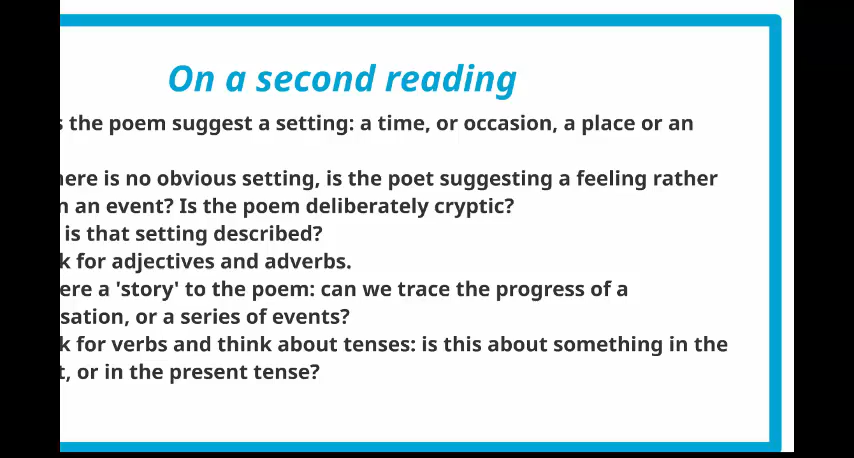 On a second reading
the poem suggest a setting: a time, or occasion, a place or an
is no obvious setting, is the poet suggesting a feeling rather
an event? Is the poem deliberately cryptic?
is that setting described?
for adjectives and adverbs.
a 'story' to the poem: can we trace the progress of a
or a series of events?
for verbs and think about tenses: is this about something in the
or in the present tense?